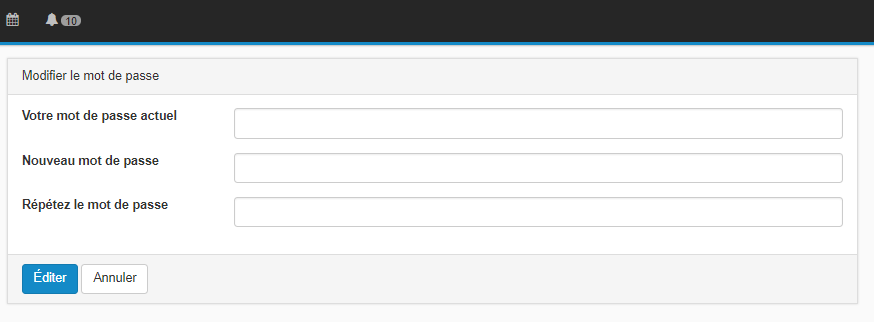 10
Modifier le mot de passe
Votre mot de passe actuel
Nouveau mot de passe
Répétez le mot de passe
Éditer Annuler